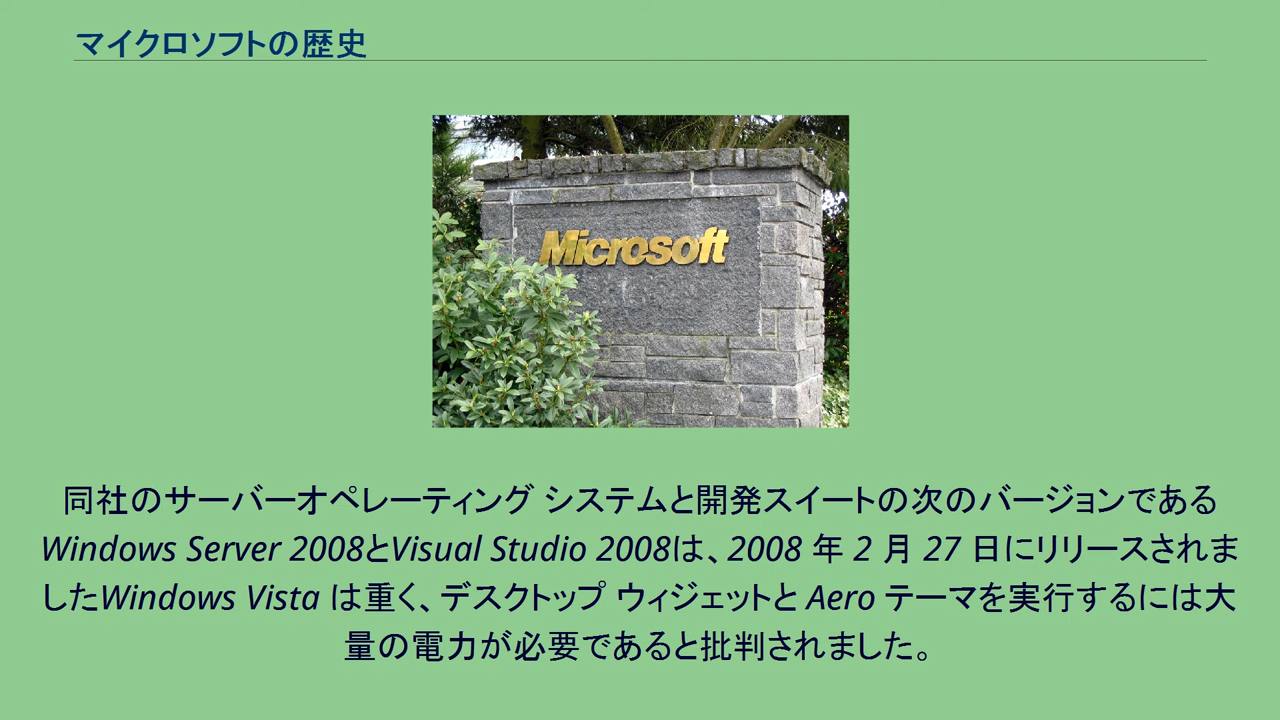 マイクロソフトの歴史
Microsoft
同社のサーバーオペレーティング システムと開発スイートの次のバージョンである
Windows Server 2008とVisual Studio 2008は、2008 年 2 月 27 日にリリースされま
したWindows Vista は重く、デスクトップ ウィジェットと Aero テーマを実行するには大
量の電力が必要であると批判されました。